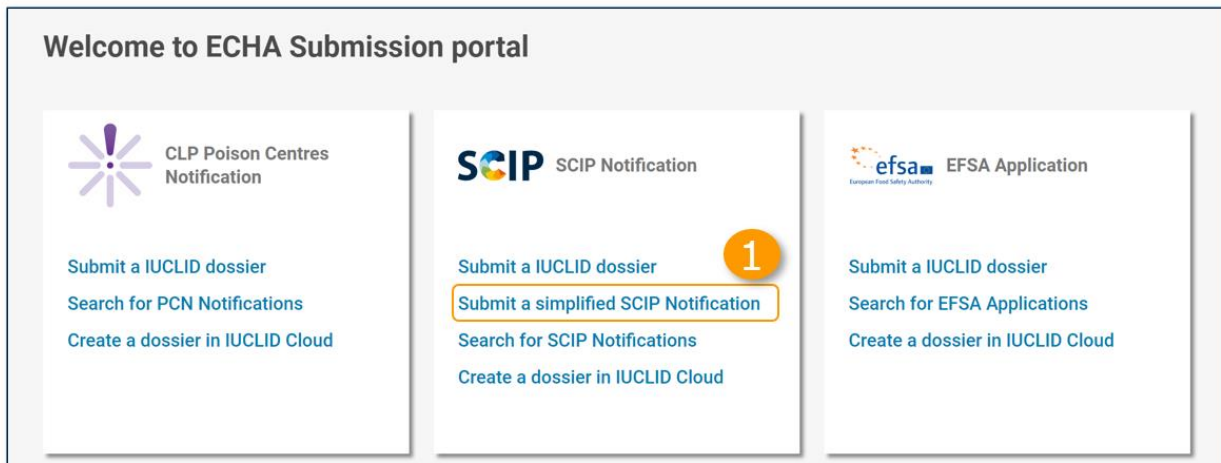 Welcome to ECHA Submission portal
CLP Poison Centres
Notification
Submit a IUCLID dossier
Search for PCN Notifications
Create a dossier in IUCLID Cloud
SCIP SCIP Notification
1
Submit a IUCLID dossier
Submit a simplified SCIP Notification
Search for SCIP Notifications
Create a dossier in IUCLID Cloud
efsa EFSA Application
European Food Safety Authority
Submit a IUCLID dossier
Search for EFSA Applications
Create a dossier in IUCLID Cloud